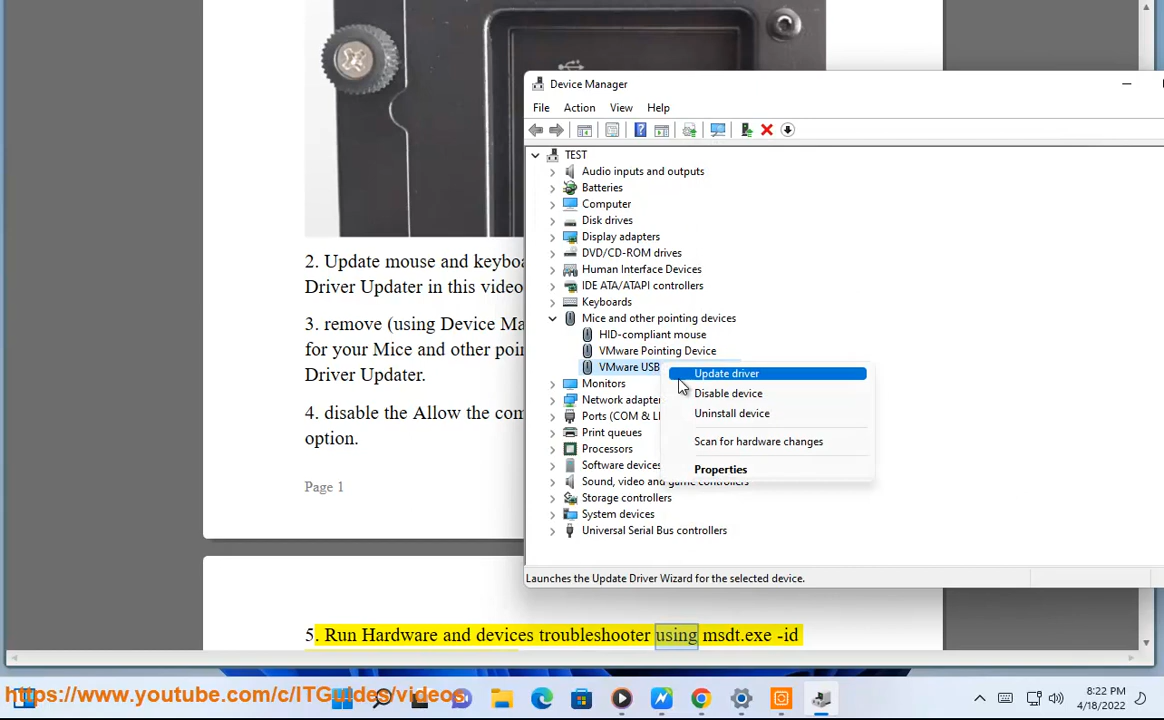 Device Manager
File Action View Help
TEST
Audio inputs and outputs
Batteries
Computer
Disk drives
Display adapters
DVD/CD-ROM drives
Human Interface Devices
IDE ATA/ATAPI controllers
Keyboards
Mice and other pointing devices
HID-compliant mouse
VMware Pointing Device
VMware USB
Monitors
Network adapter
Ports (COM & L
Print queues
Processors
Software devices
Sound, video and game controllers
Storage controllers
System devices
Universal Serial Bus controllers
Update driver
Disable device
Uninstall device
Scan for hardware changes
Properties
Launches the Update Driver Wizard for the selected device.
2. Update mouse and keyboa
Driver Updater in this video
3. remove (using Device Ma
for your Mice and other poin
Driver Updater.
4. disable the Allow the com
option.
Page 1
5. Run Hardware and devices troubleshooter using msdt.exe -id
https://www.youtube.com/c/ITGuides/videos
8:22 PM
4/18/2022